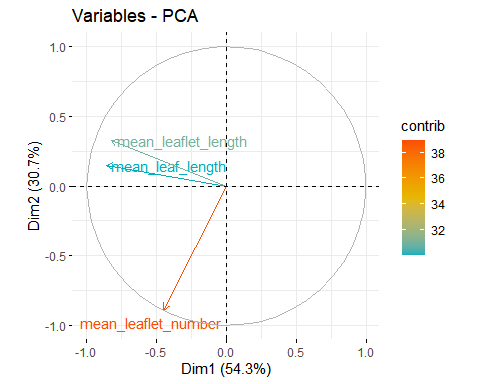 Variables - PCA
Dim2 (30.7%)
1.0
0.5
0.0
-0.5
-1.0
mean_leaflet_length
mean_leaf_length
mean_leaflet_number
-1.0 -0.5 0.0 0.5 1.0
Dim1 (54.3%)
contrib
38
36
34
32